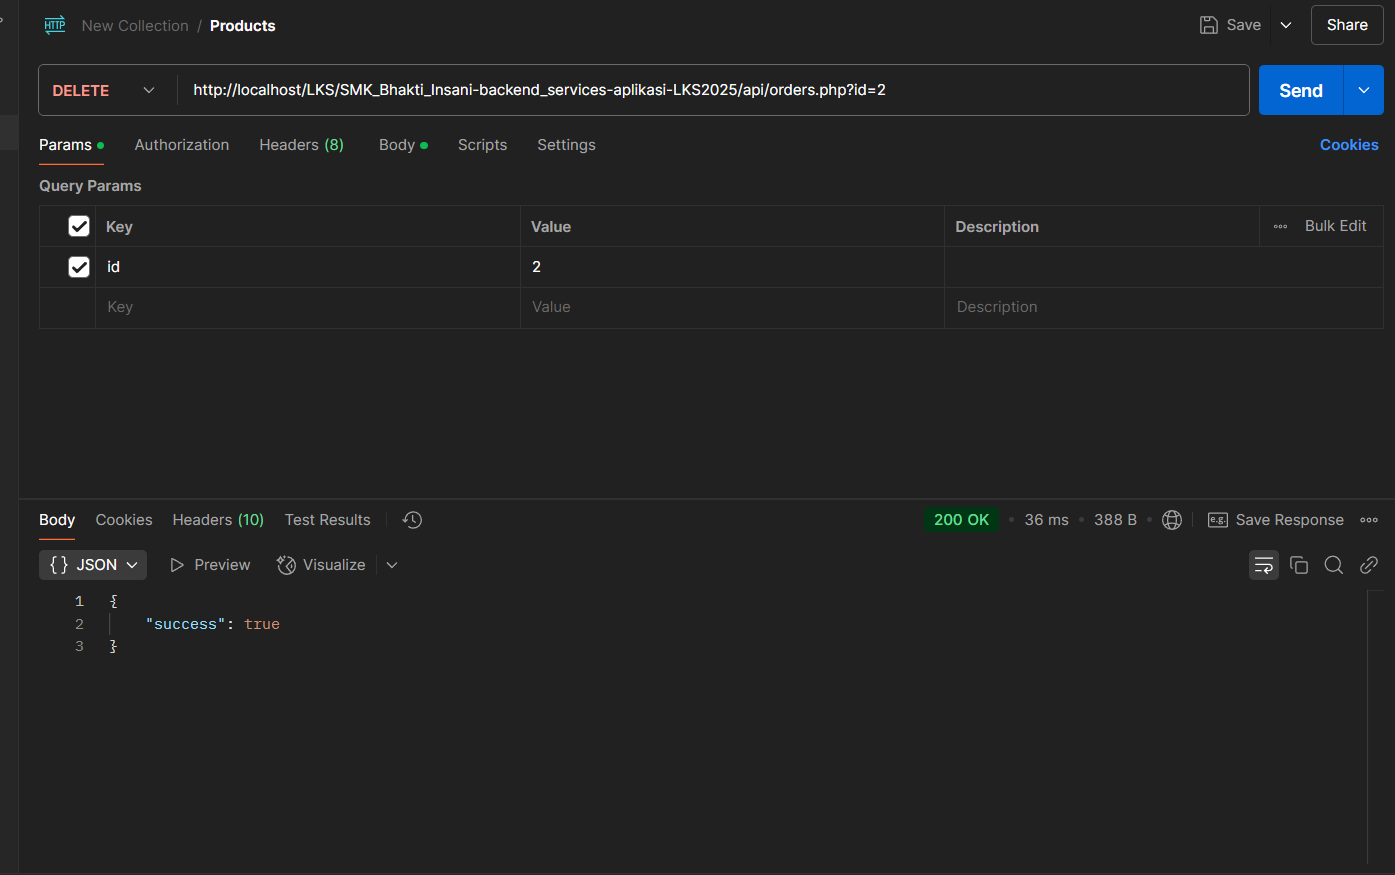 HTTP New Collection / Products Save Share
DELETE http://localhost/LKS/SMK_Bhakti_Insani-backend_services-aplikasi-LKS2025/api/orders.php?id=2 Send
Params Authorization Headers (8) Body Scripts Settings Cookies
Query Params
Key Value Description Bulk Edit
id 2
Key Value Description
Body Cookies Headers (10) Test Results 200 OK 36 ms 388 B e.g. Save Response
{} JSON Preview Visualize
1 {
2 "success": true
3 }